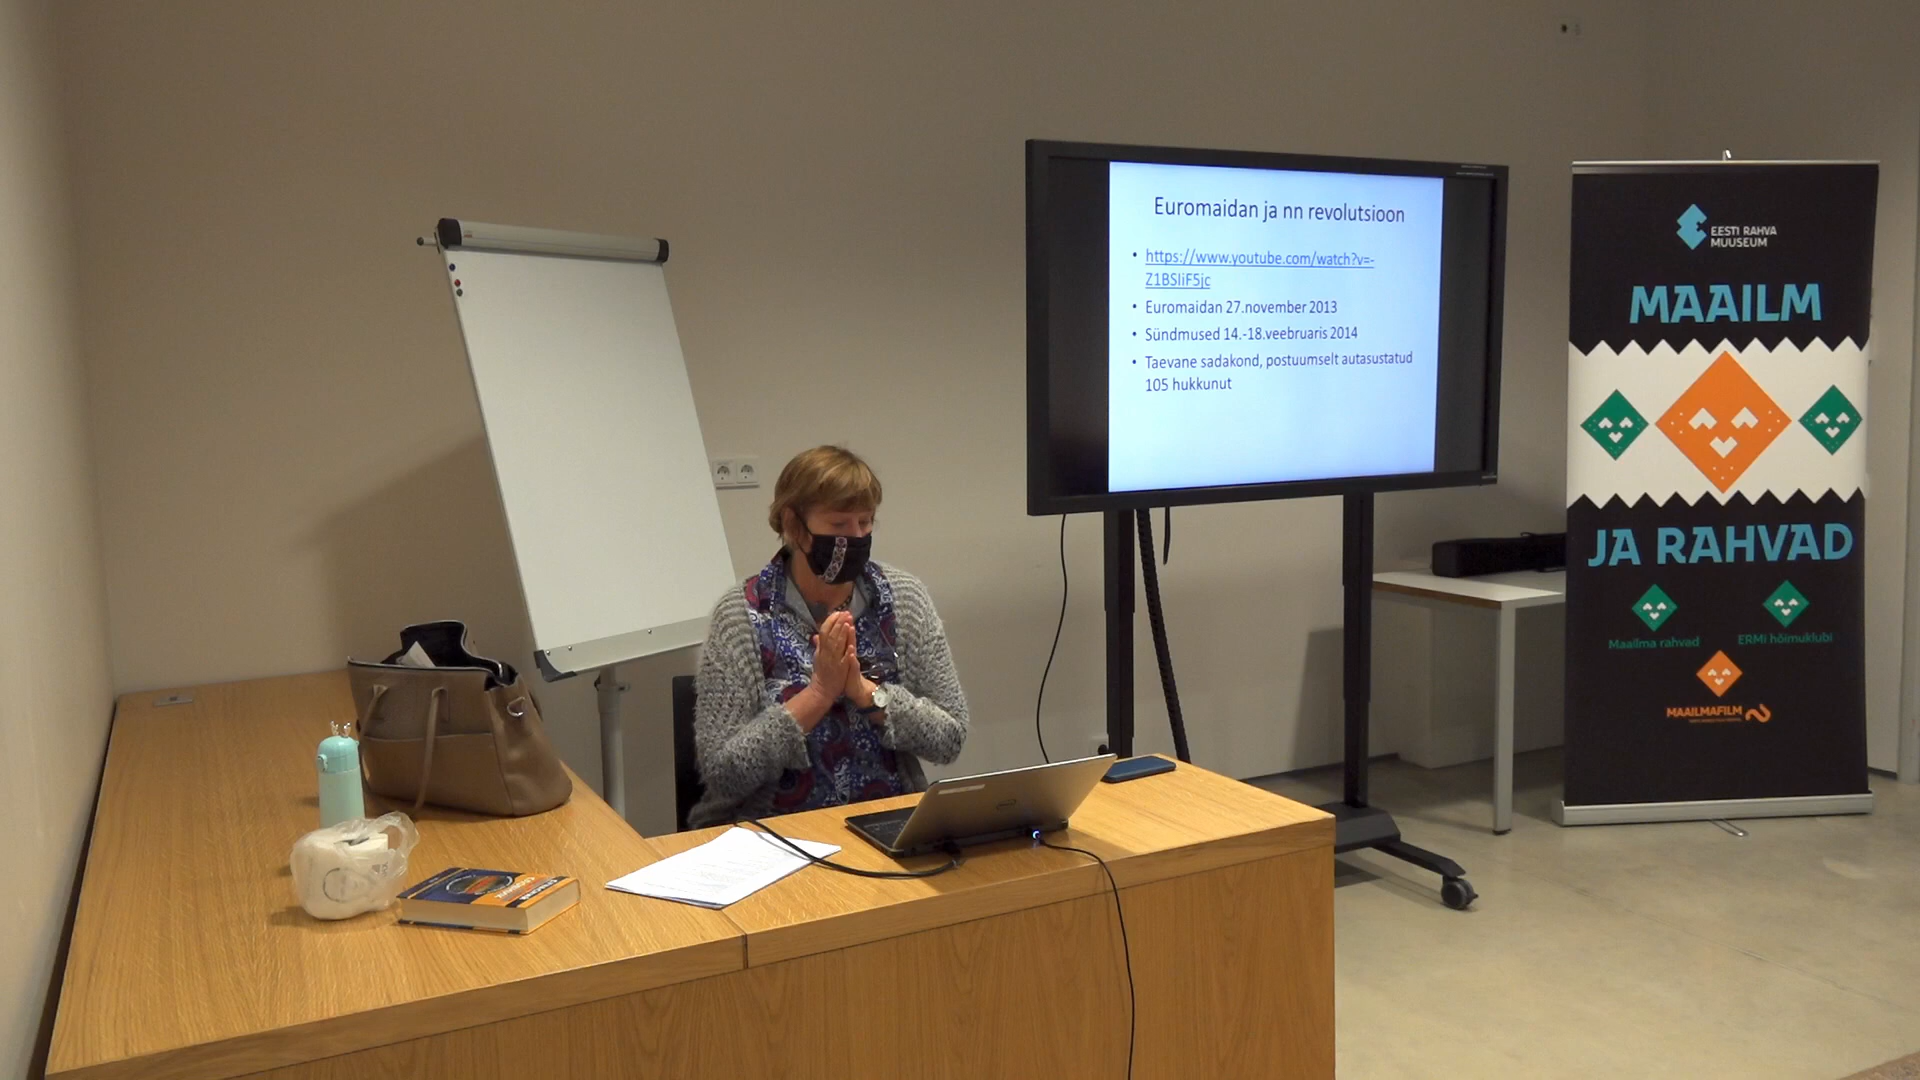 Euromaidan ja nn revolutsioon
• https://www.youtube.com/watch?v=-
Z1BSIiF5jc
• Euromaidan 27.november 2013
• Sündmused 14.-18.veebruaris 2014
• Taevane sadakond, postuumselt autasustatud
105 hukkunut
EESTI RAHVA
MUUSEUM
MAAILM
JA RAHVAD
Maailma rahvad
ERMi hõimuklubi
MAAILMAFILM